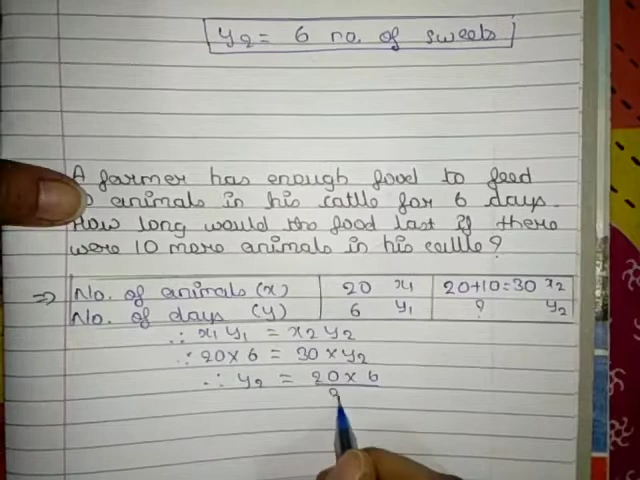 y2 = 6 no. of sweets
A farmer has enough food to feed
animals in his cattle for 6 days.
How long would the food last if there
were 10 more animals in his cattle?
⇒ No. of animals (x) 20 x1 20+10=30 x2
No. of days (y) 6 y1 ? y2
∴ x1 y1 = x2 y2
∴ 20 × 6 = 30 × y2
∴ y2 = 20 × 6